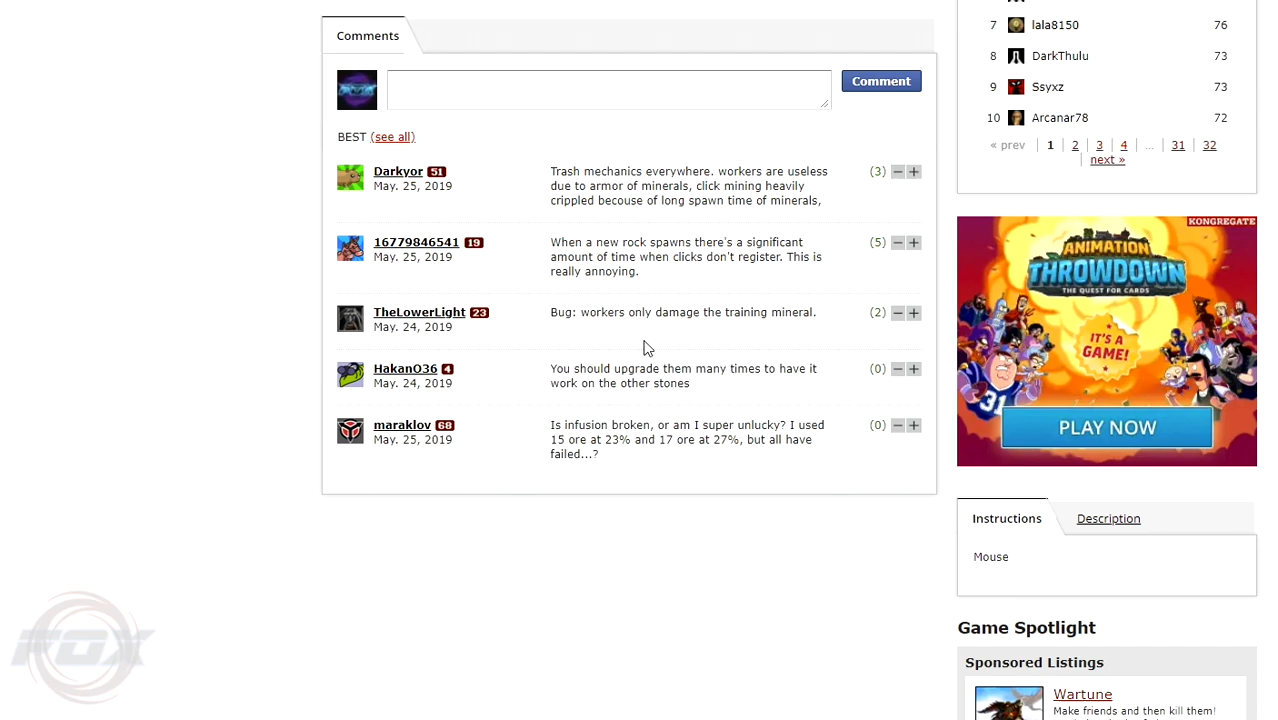 Comments
Comment
BEST (see all)
Darkyor 51
May. 25, 2019
Trash mechanics everywhere. workers are useless
due to armor of minerals, click mining heavily
crippled becouse of long spawn time of minerals,
(3)
16779846541 19
May. 25, 2019
When a new rock spawns there's a significant
amount of time when clicks don't register. This is
really annoying.
(5)
TheLowerLight 23
May. 24, 2019
Bug: workers only damage the training mineral.
(2)
HakanO36 4
May. 24, 2019
You should upgrade them many times to have it
work on the other stones
(0)
maraklov 68
May. 25, 2019
Is infusion broken, or am I super unlucky? I used
15 ore at 23% and 17 ore at 27%, but all have
failed...?
(0)
7 lala8150 76
8 DarkThulu 73
9 Ssyxz 73
10 Arcanar78 72
« prev | 1 | 2 | 3 | 4 | ... | 31 | 32
| next »
KONGREGATE
ANIMATION
THROWDOWN
THE QUEST FOR CARDS
IT'S A
GAME!
31
PLAY NOW
Instructions Description
Mouse
Game Spotlight
Sponsored Listings
Wartune
Make friends and then kill them!
FOX